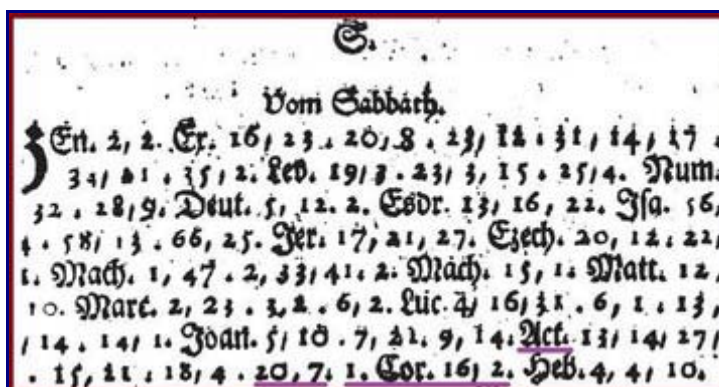 S.
Vom Sabbath.
Gen. 2, 2. Ex. 16, 23. 20, 8. 23, 12. 31, 14, 17
34, 21. 35, 2. Lev. 19, 3. 23, 3, 15. 25, 4. Num.
32. 28, 9. Deut. 5, 12. 2. Esdr. 13, 16, 22. Isa. 56,
4. 58, 13. 66, 25. Jer. 17, 21, 27. Ezech. 20, 12. 22,
1. Mach. 1, 47. 2, 33, 41. 2. Mach. 15, 1. Matt. 12
10. Marc. 2, 23. 3, 2. 6, 2. Luc. 4, 16, 31. 6, 1. 13,
, 14. 14, 1. Joan. 5, 10. 7, 21. 9, 14. Act. 13, 14, 27,
. 15, 21. 18, 4. 20, 7. 1. Cor. 16, 2. Heb. 4, 4, 10.